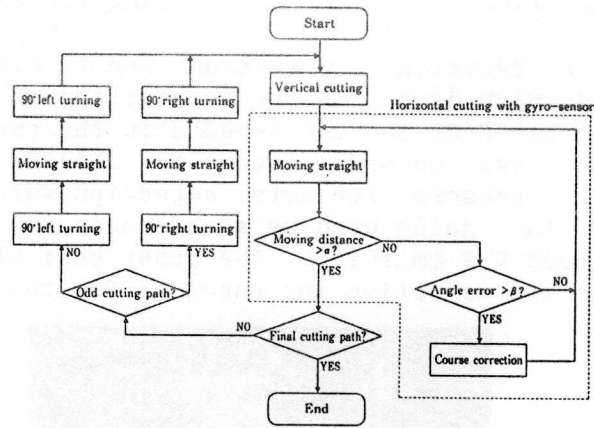 Start
Vertical cutting
Horizontal cutting with gyro-sensor
90° left turning
90° right turning
Moving straight
Moving straight
Moving straight
90° left turning
90° right turning
Moving distance
> α?
NO
YES
NO
YES
Odd cutting path?
Angle error > β?
NO
YES
NO
Final cutting path?
YES
Course correction
End